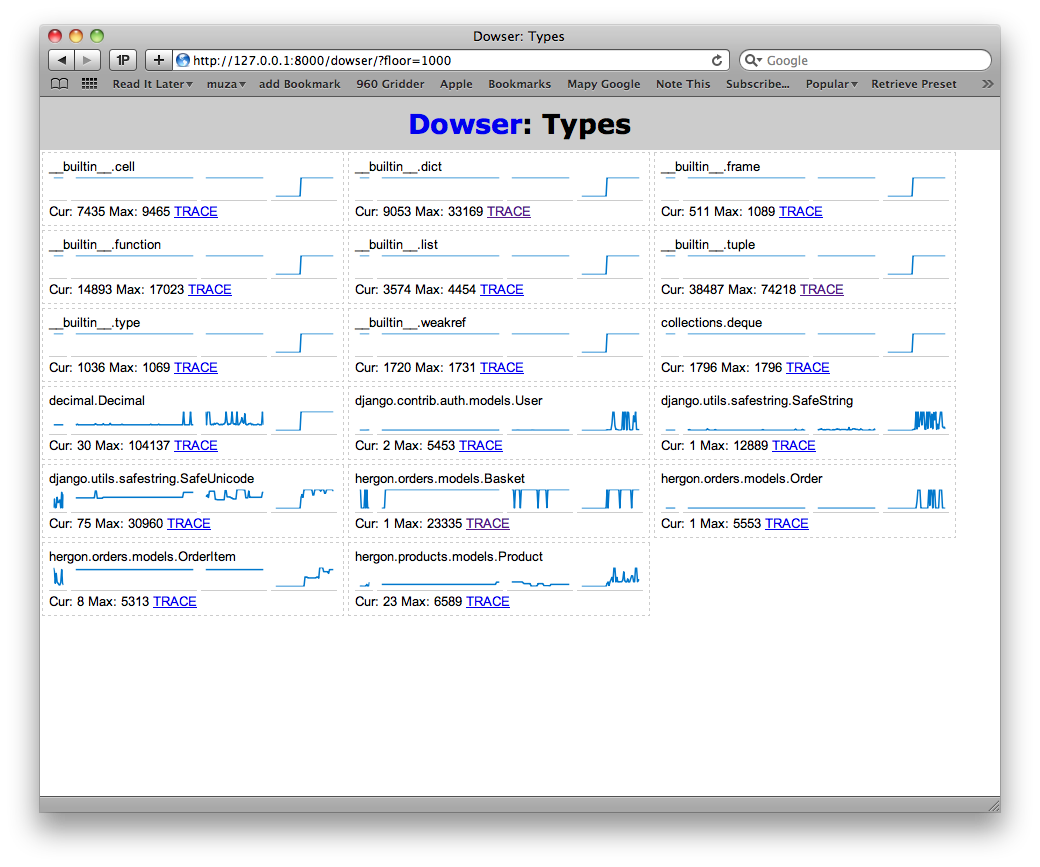 Dowser: Types
1P
http://127.0.0.1:8000/dowser/?floor=1000
Google
Read It Later muza add Bookmark 960 Gridder Apple Bookmarks Mapy Google Note This Subscribe... Popular Retrieve Preset
Dowser: Types
__builtin__.cell
Cur: 7435 Max: 9465 TRACE
__builtin__.dict
Cur: 9053 Max: 33169 TRACE
__builtin__.frame
Cur: 511 Max: 1089 TRACE
__builtin__.function
Cur: 14893 Max: 17023 TRACE
__builtin__.list
Cur: 3574 Max: 4454 TRACE
__builtin__.tuple
Cur: 38487 Max: 74218 TRACE
__builtin__.type
Cur: 1036 Max: 1069 TRACE
__builtin__.weakref
Cur: 1720 Max: 1731 TRACE
collections.deque
Cur: 1796 Max: 1796 TRACE
decimal.Decimal
Cur: 30 Max: 104137 TRACE
django.contrib.auth.models.User
Cur: 2 Max: 5453 TRACE
django.utils.safestring.SafeString
Cur: 1 Max: 12889 TRACE
django.utils.safestring.SafeUnicode
Cur: 75 Max: 30960 TRACE
hergon.orders.models.Basket
Cur: 1 Max: 23335 TRACE
hergon.orders.models.Order
Cur: 1 Max: 5553 TRACE
hergon.orders.models.OrderItem
Cur: 8 Max: 5313 TRACE
hergon.products.models.Product
Cur: 23 Max: 6589 TRACE